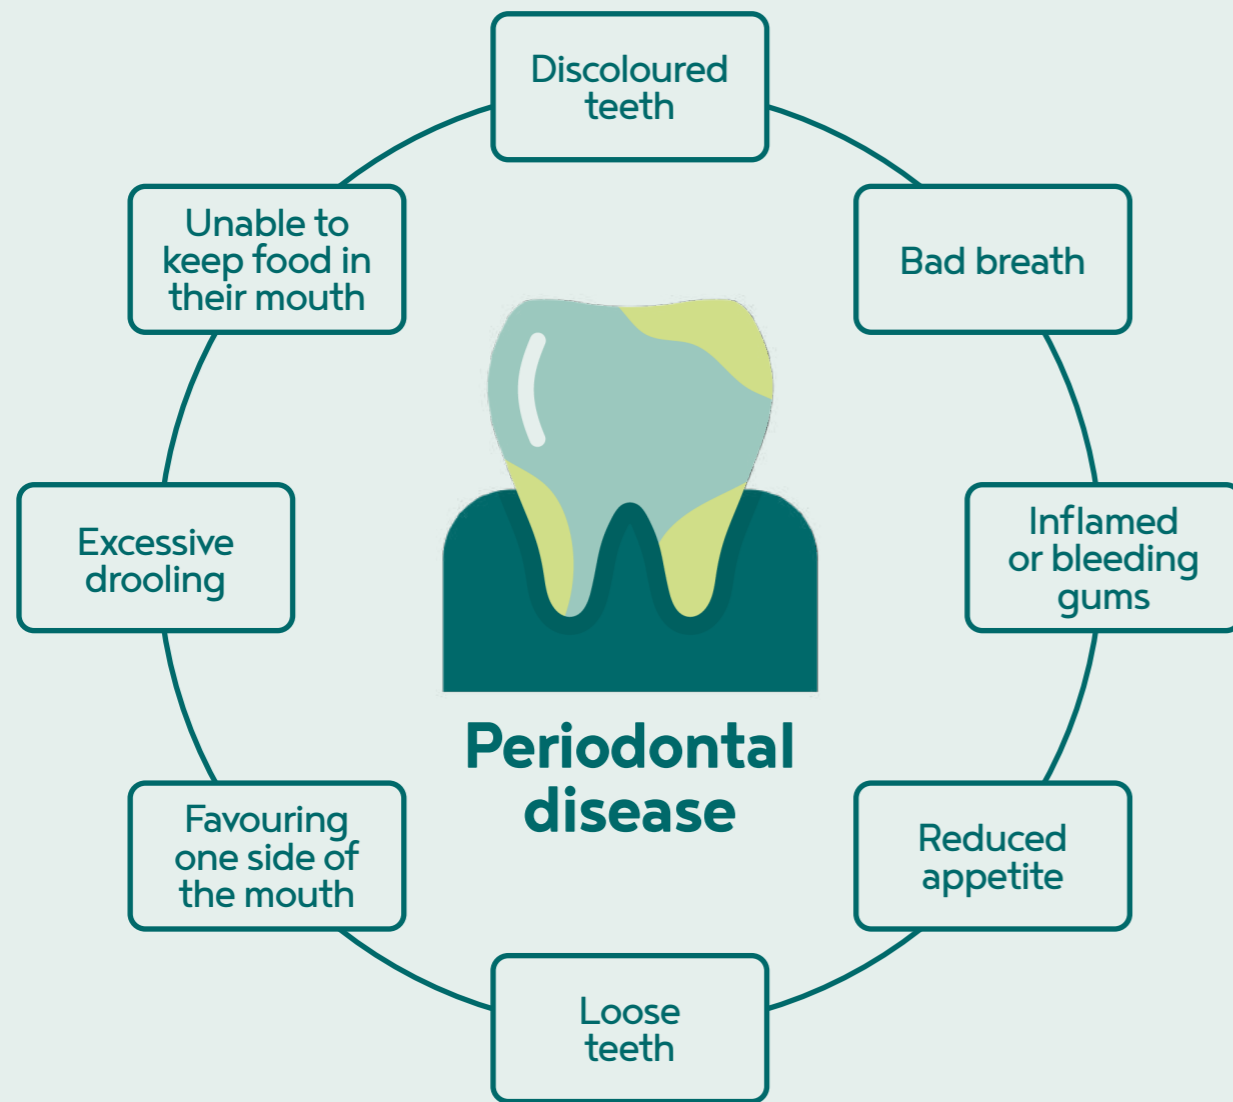 Discoloured
teeth
Bad breath
Inflamed
or bleeding
gums
Reduced
appetite
Loose
teeth
Favouring
one side of
the mouth
Excessive
drooling
Unable to
keep food in
their mouth
Periodontal
disease